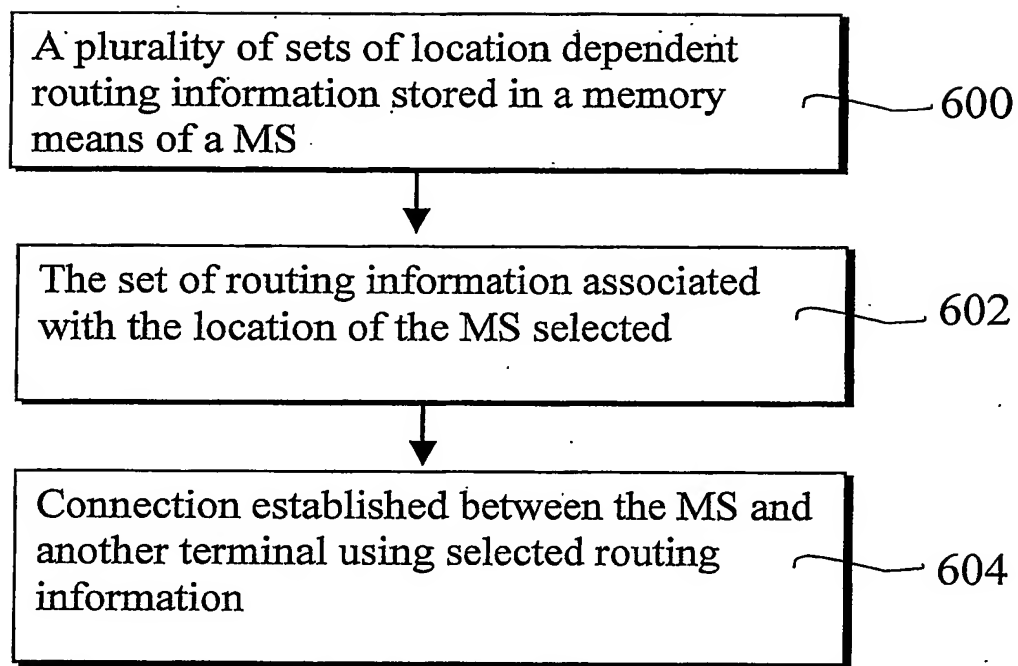 A plurality of sets of location dependent
routing information stored in a memory
means of a MS
600
The set of routing information associated
with the location of the MS selected
602
Connection established between the MS and
another terminal using selected routing
information
604